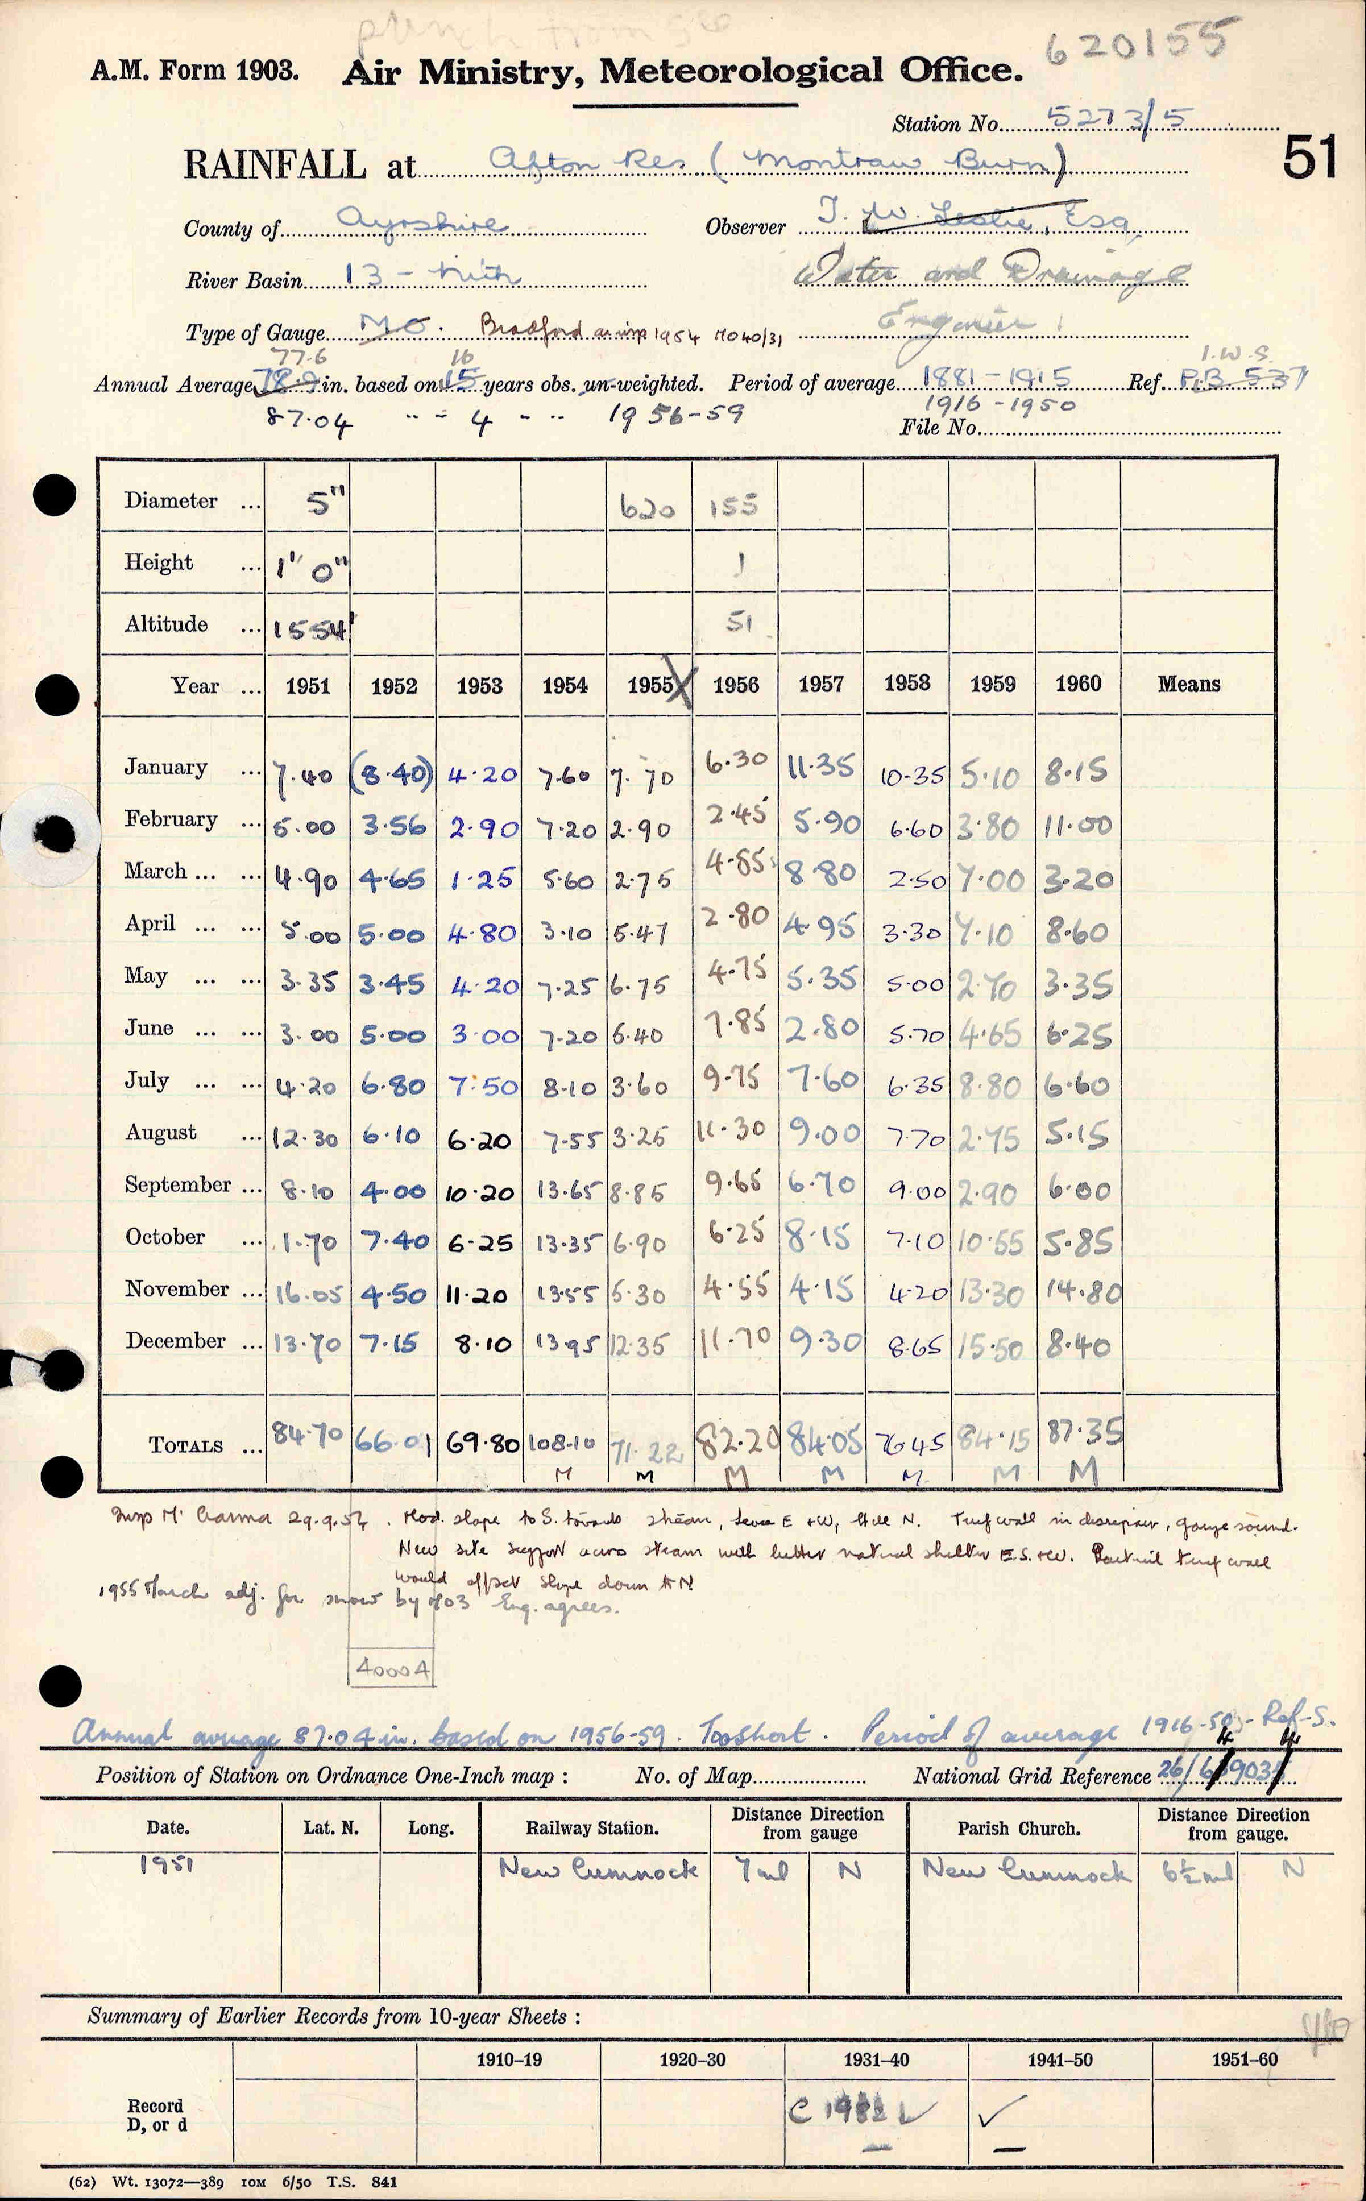 620155
A.M. Form 1903. Air Ministry, Meteorological Office.
Station No. 5273/5
51
RAINFALL at Afton Res (Montraw Burn)
County of Ayrshire Observer T. W. Leslie, Esq,
River Basin 13 - Nith Water and Drainage
Type of Gauge MO. Bradford as insp 1954 MO40/31 Engineer
77.6 16 I.W.S.
Annual Average 78.9 in. based on 15 years obs. un-weighted. Period of average 1881-1915 Ref. P.B 537
87.04 " " 4 " " 1956-59 1916-1950
File No.
Diameter ... 5" 620 155
Height ... 1" 0" 1
Altitude ... 1554' 51
Year ... 1951 1952 1953 1954 1955 X 1956 1957 1958 1959 1960 Means
January ... 7.40 (8.40) 4.20 7.60 7.70 6.30 11.35 10.35 5.10 8.15
February ... 5.00 3.56 2.90 7.20 2.90 2.45 5.90 6.60 3.80 11.00
March ... ... 4.90 4.65 1.25 5.60 2.75 4.85 8.80 2.50 7.00 3.20
April ... ... 5.00 5.00 4.80 3.10 5.47 2.80 4.95 3.30 7.10 8.60
May ... ... 3.35 3.45 4.20 7.25 6.75 4.75 5.35 5.00 2.70 3.35
June ... ... 3.00 5.00 3.00 7.20 5.40 7.85 2.80 5.70 4.65 6.25
July ... ... 4.20 6.80 7.50 8.10 3.60 9.75 7.60 6.35 8.80 6.60
August ... 12.30 6.10 6.20 7.55 3.25 11.30 9.00 7.70 2.75 5.15
September ... 8.10 4.00 10.20 13.65 8.85 9.65 6.70 9.00 2.90 6.00
October ... 1.70 7.40 6.25 13.35 6.90 6.25 8.15 7.10 10.55 5.85
November ... 16.05 4.50 11.20 13.55 5.30 4.55 4.15 4.20 13.30 14.80
December ... 13.70 7.15 8.10 13.95 12.35 11.70 9.30 8.65 15.50 8.40
TOTALS ... 84.70 66.01 69.80 108.10 71.22 82.20 84.05 76.45 84.15 87.35
M M M M M M M
Insp 29.9.54. Mod. slope to S. towards stream, level E + W, Hill N. Turf wall in disrepair, gauge sound.
New site across stream with better natural shelter E.S. + W. turf wall
would offset slope down N
1955 March adj. for snow by M03 Eng. agrees.
4000A
Annual average 87.04 in. based on 1956-59. Too short. Period of average 1916-50 - Ref-S.
Position of Station on Ordnance One-Inch map : No. of Map National Grid Reference 26/6 903
Date. Lat. N. Long. Railway Station. Distance Direction from gauge Parish Church. Distance Direction from gauge.
1951 New Cumnock 7 ml N New Cumnock 6½ ml N
Summary of Earlier Records from 10-year Sheets :
1910–19 1920–30 1931–40 1941–50 1951–60
Record D, or d C 1932 ✓ ✓
(62) Wt. 13072—389 10M 6/50 T.S. 841